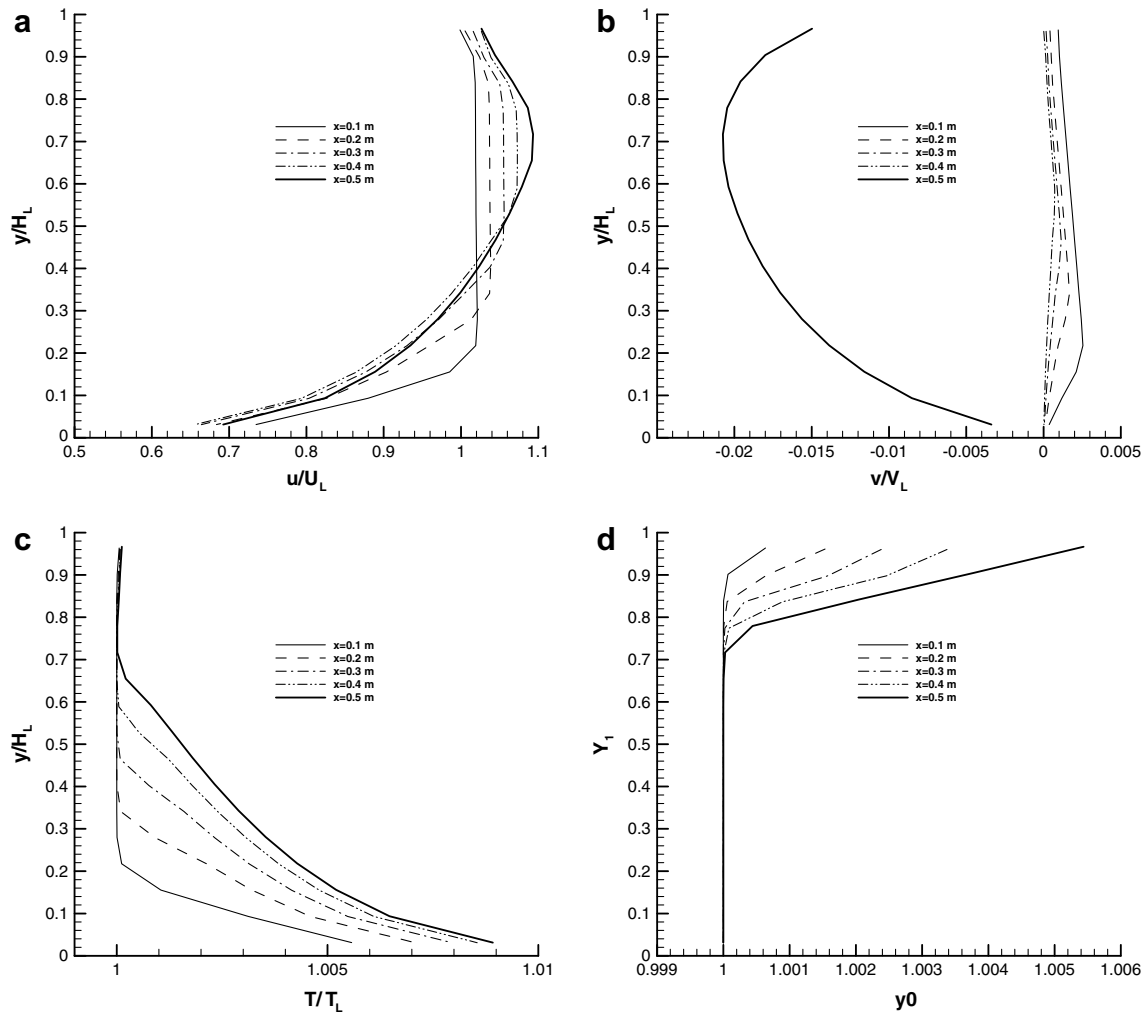 a
1
0.9
0.8
0.7
0.6
0.5
0.4
0.3
0.2
0.1
0
y/H_L
x=0.1 m
x=0.2 m
x=0.3 m
x=0.4 m
x=0.5 m
0.5 0.6 0.7 0.8 0.9 1 1.1
u/U_L
b
1
0.9
0.8
0.7
0.6
0.5
0.4
0.3
0.2
0.1
0
y/H_L
x=0.1 m
x=0.2 m
x=0.3 m
x=0.4 m
x=0.5 m
-0.02 -0.015 -0.01 -0.005 0 0.005
v/V_L
c
1
0.9
0.8
0.7
0.6
0.5
0.4
0.3
0.2
0.1
0
y/H_L
x=0.1 m
x=0.2 m
x=0.3 m
x=0.4 m
x=0.5 m
1 1.005 1.01
T/T_L
d
1
0.9
0.8
0.7
0.6
0.5
0.4
0.3
0.2
0.1
0
Y_1
x=0.1 m
x=0.2 m
x=0.3 m
x=0.4 m
x=0.5 m
0.999 1 1.001 1.002 1.003 1.004 1.005 1.006
y0